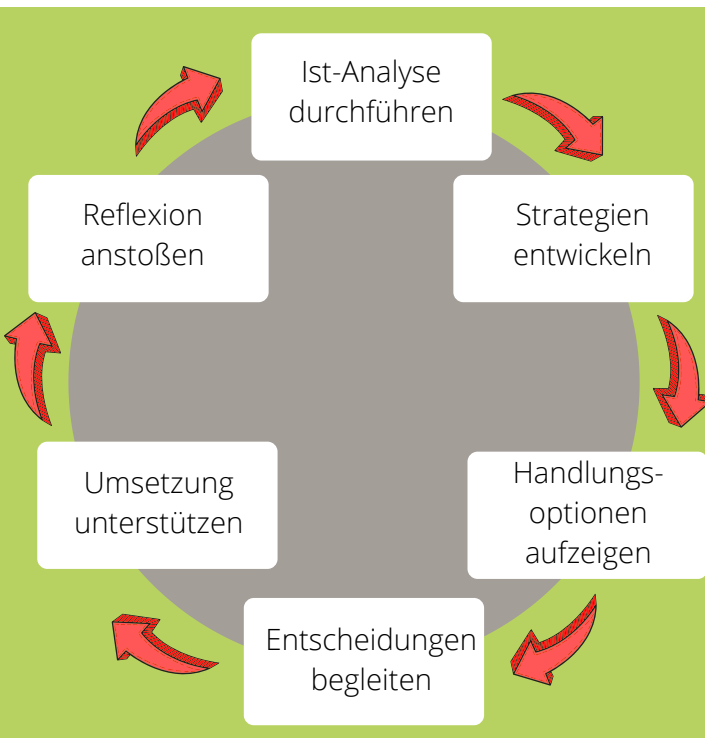 Ist-Analyse
durchführen
Strategien
entwickeln
Handlungs-
optionen
aufzeigen
Entscheidungen
begleiten
Umsetzung
unterstützen
Reflexion
anstoßen